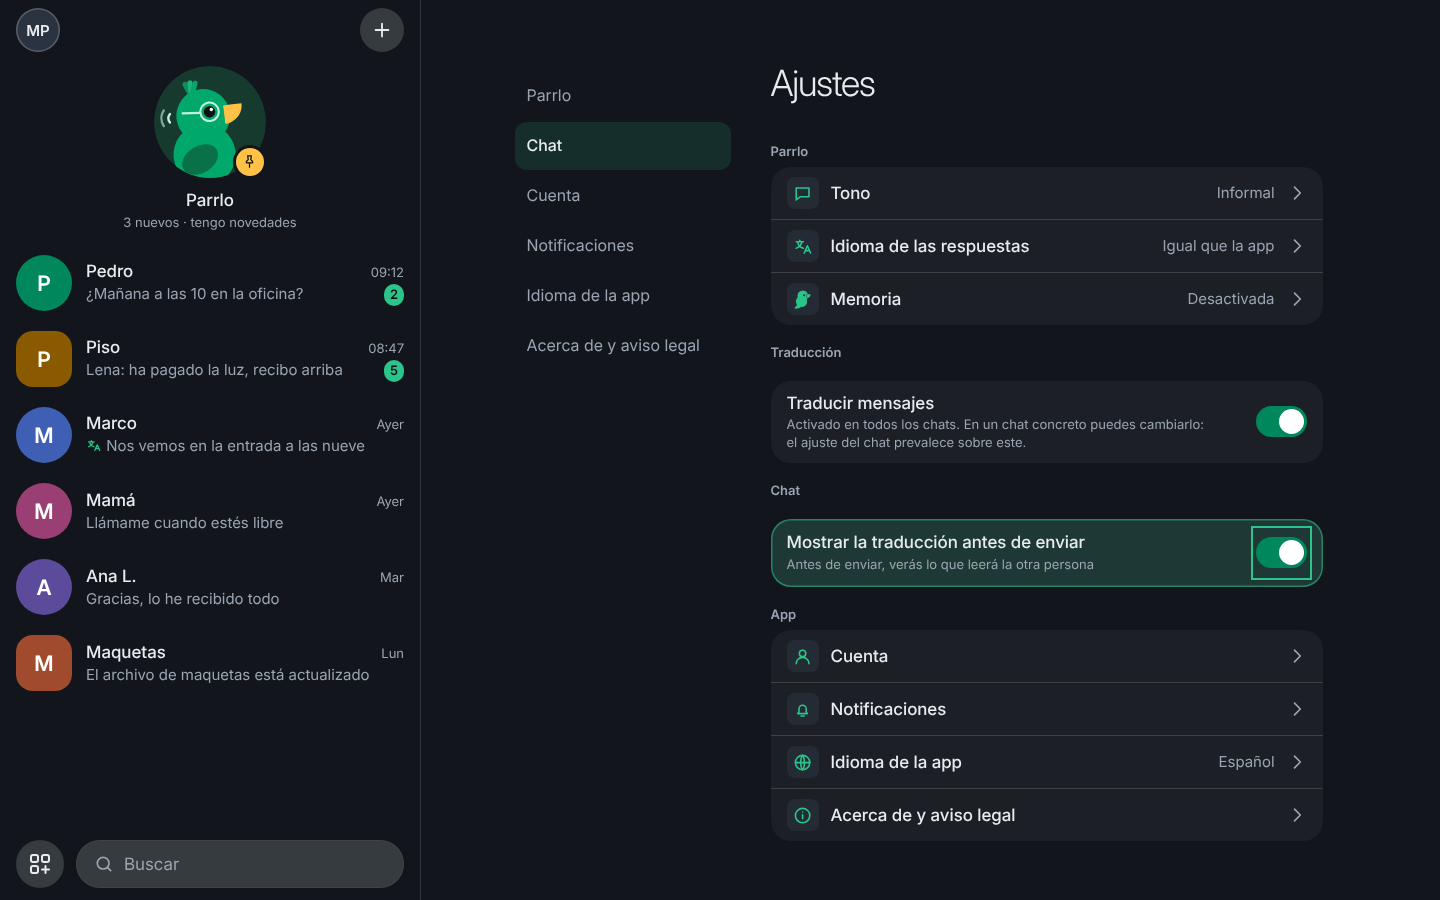 MP
Parrlo
3 nuevos · tengo novedades
P
Pedro
09:12
¿Mañana a las 10 en la oficina?
2
P
Piso
08:47
Lena: ha pagado la luz, recibo arriba
5
M
Marco
Ayer
Nos vemos en la entrada a las nueve
M
Mamá
Ayer
Llámame cuando estés libre
A
Ana L.
Mar
Gracias, lo he recibido todo
M
Maquetas
Lun
El archivo de maquetas está actualizado
Buscar
Parrlo
Chat
Cuenta
Notificaciones
Idioma de la app
Acerca de y aviso legal
Ajustes
Parrlo
Tono
Informal
Idioma de las respuestas
Igual que la app
Memoria
Desactivada
Traducción
Traducir mensajes
Activado en todos los chats. En un chat concreto puedes cambiarlo:
el ajuste del chat prevalece sobre este.
Chat
Mostrar la traducción antes de enviar
Antes de enviar, verás lo que leerá la otra persona
App
Cuenta
Notificaciones
Idioma de la app
Español
Acerca de y aviso legal